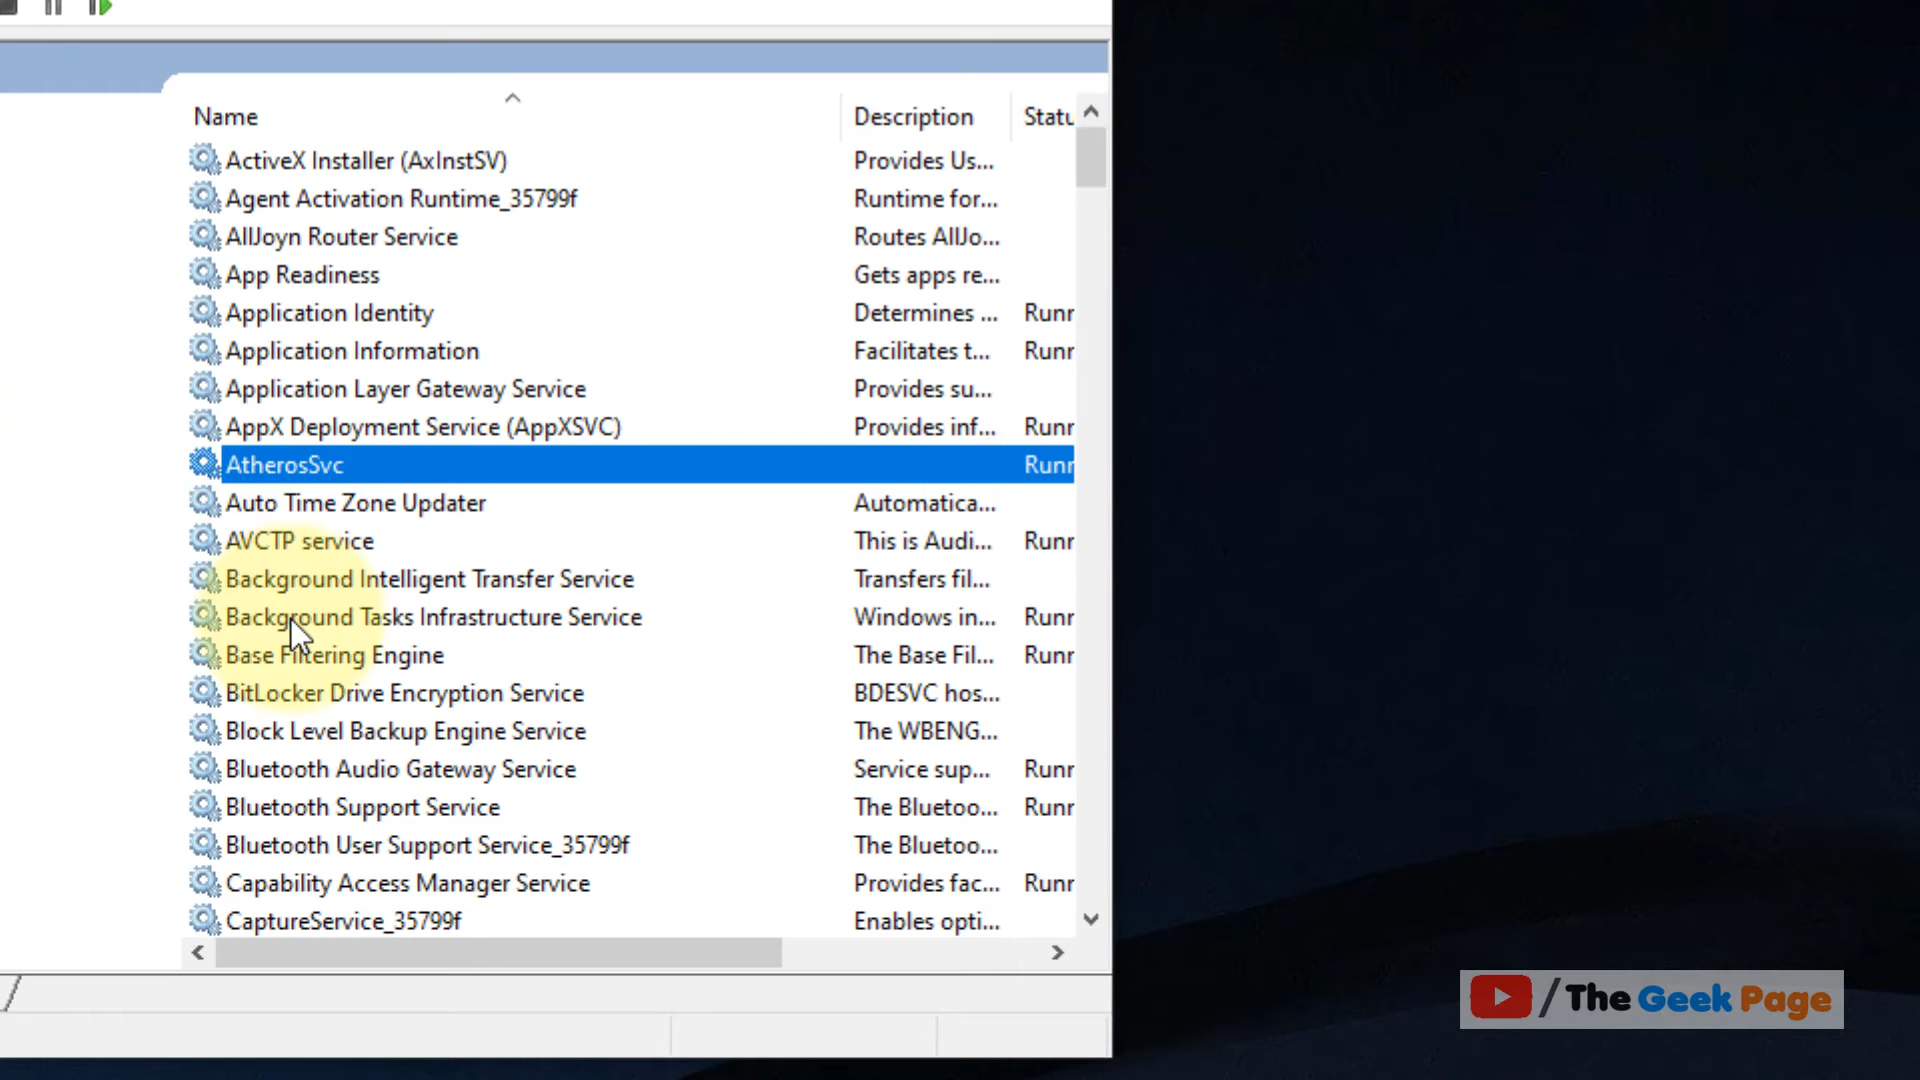 Name Description Statu
ActiveX Installer (AxInstSV) Provides Us...
Agent Activation Runtime_35799f Runtime for...
AllJoyn Router Service Routes AllJo...
App Readiness Gets apps re...
Application Identity Determines ... Runr
Application Information Facilitates t... Runr
Application Layer Gateway Service Provides su...
AppX Deployment Service (AppXSVC) Provides inf... Runr
AtherosSvc Runr
Auto Time Zone Updater Automatica...
AVCTP service This is Audi... Runr
Background Intelligent Transfer Service Transfers fil...
Background Tasks Infrastructure Service Windows in... Runr
Base Filtering Engine The Base Fil... Runr
BitLocker Drive Encryption Service BDESVC hos...
Block Level Backup Engine Service The WBENG...
Bluetooth Audio Gateway Service Service sup... Runr
Bluetooth Support Service The Bluetoo... Runr
Bluetooth User Support Service_35799f The Bluetoo...
Capability Access Manager Service Provides fac... Runr
CaptureService_35799f Enables opti...
/ The Geek Page